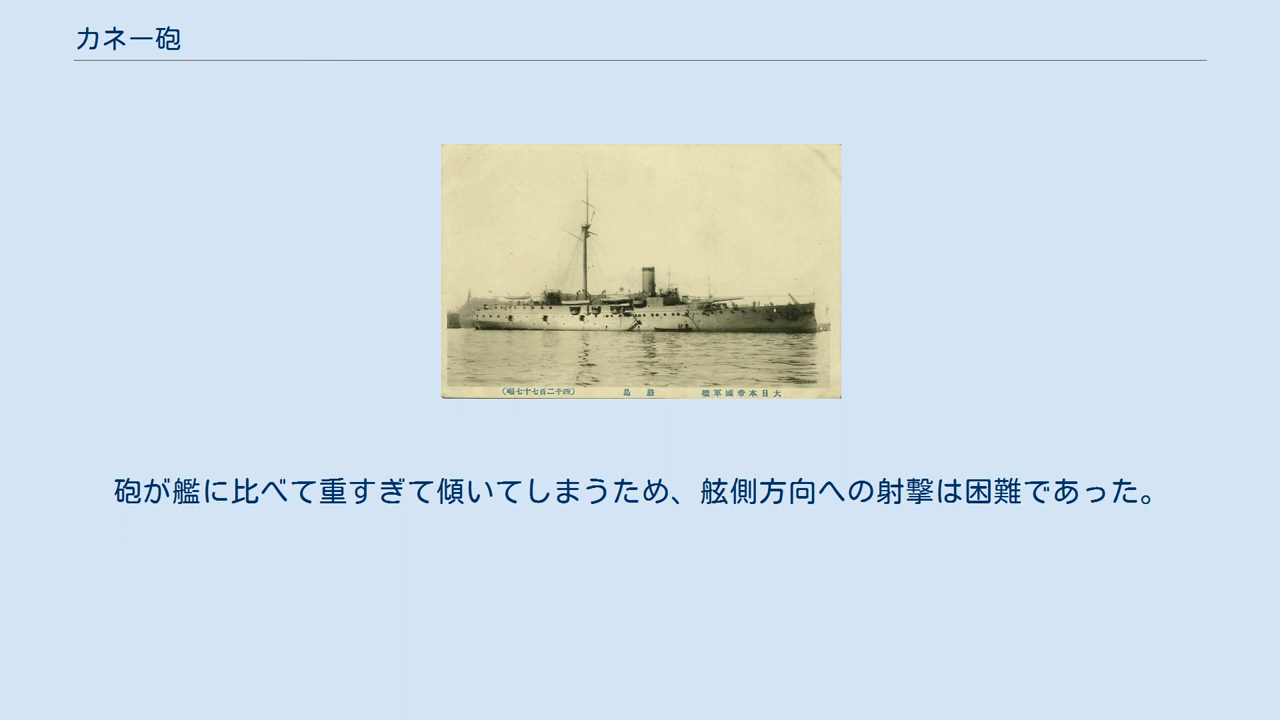 カネー砲
(四千二百七十七噸) 島 嚴 大日本帝國軍艦
砲が艦に比べて重すぎて傾いてしまうため、舷側方向への射撃は困難であった。